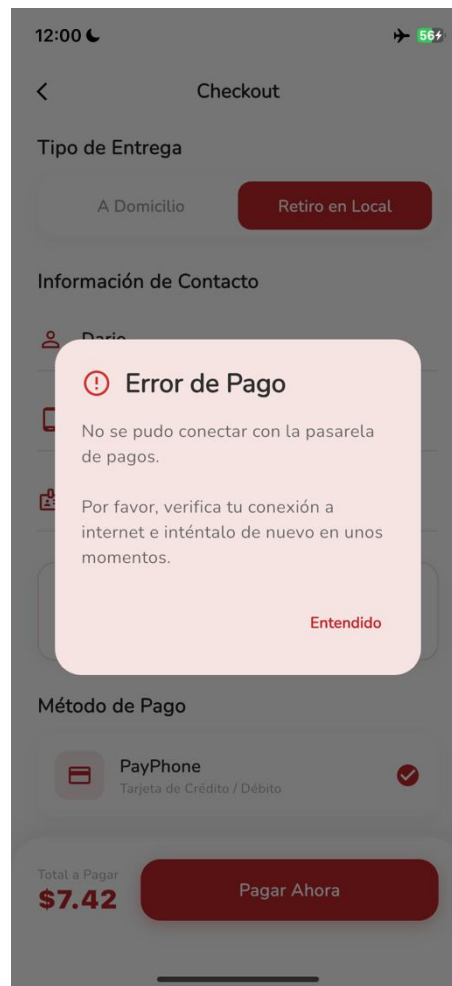 12:00
56
Checkout
Tipo de Entrega
A Domicilio
Retiro en Local
Información de Contacto
Dario
Error de Pago
No se pudo conectar con la pasarela
de pagos.
Por favor, verifica tu conexión a
internet e inténtalo de nuevo en unos
momentos.
Entendido
Método de Pago
PayPhone
Tarjeta de Crédito / Débito
Total a Pagar
$7.42
Pagar Ahora